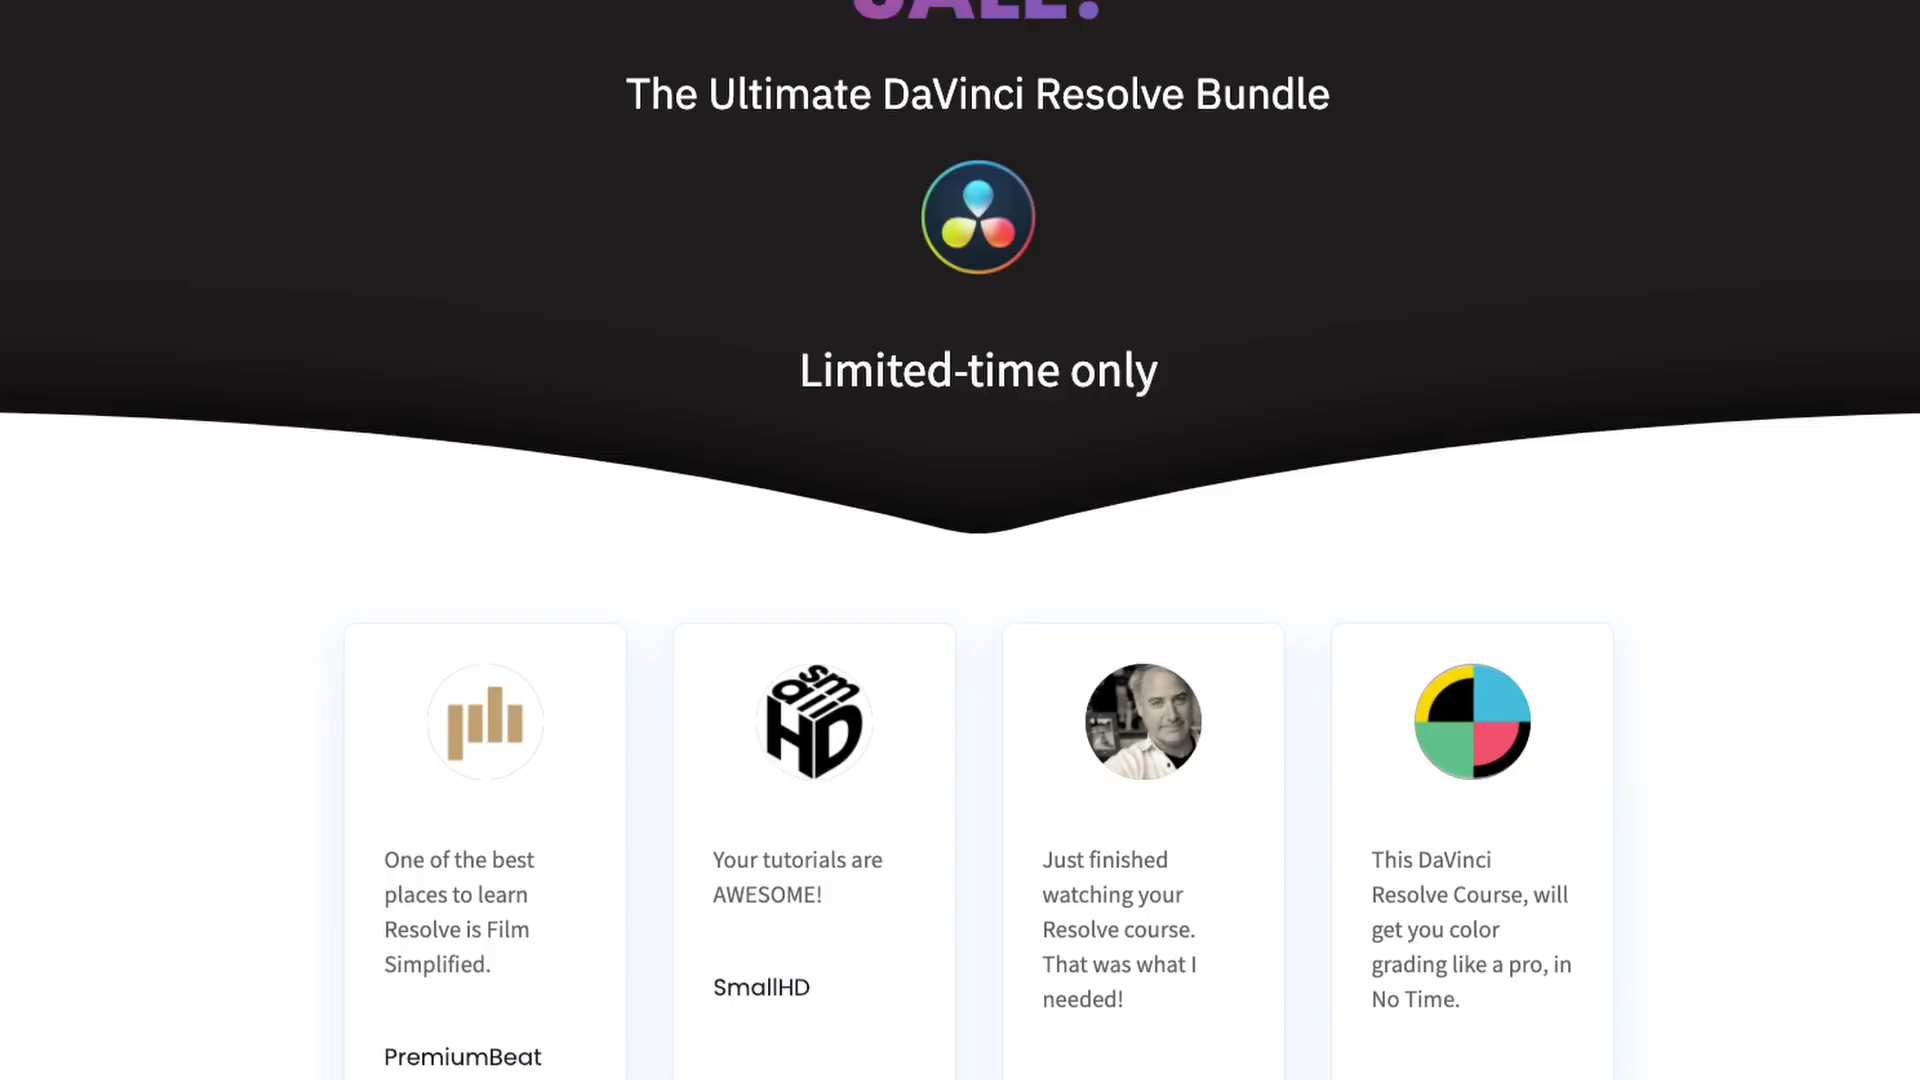 SALE!
The Ultimate DaVinci Resolve Bundle
Limited-time only
smallHD
One of the best
places to learn
Resolve is Film
Simplified.
PremiumBeat
Your tutorials are
AWESOME!
SmallHD
Just finished
watching your
Resolve course.
That was what I
needed!
This DaVinci
Resolve Course, will
get you color
grading like a pro, in
No Time.